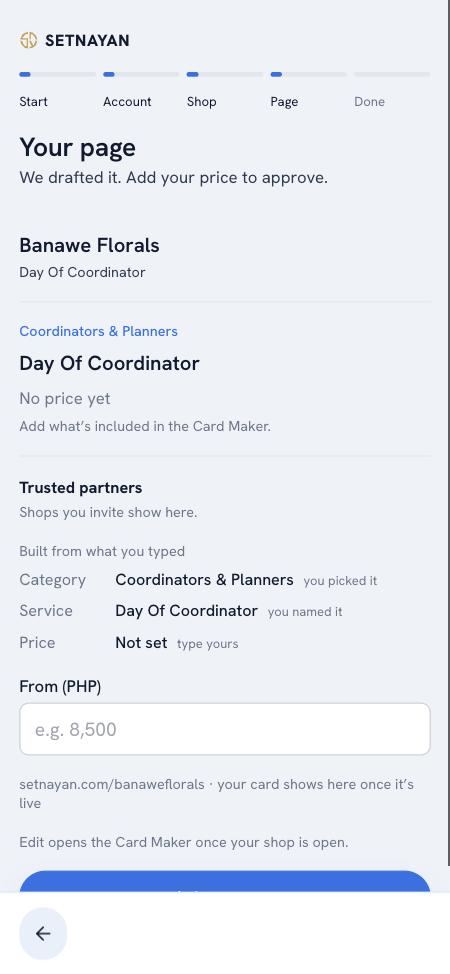 SETNAYAN
Start Account Shop Page Done
Your page
We drafted it. Add your price to approve.
Banawe Florals
Day Of Coordinator
Coordinators & Planners
Day Of Coordinator
No price yet
Add what's included in the Card Maker.
Trusted partners
Shops you invite show here.
Built from what you typed
Category Coordinators & Planners you picked it
Service Day Of Coordinator you named it
Price Not set type yours
From (PHP)
e.g. 8,500
setnayan.com/banaweflorals · your card shows here once it's
live
Edit opens the Card Maker once your shop is open.